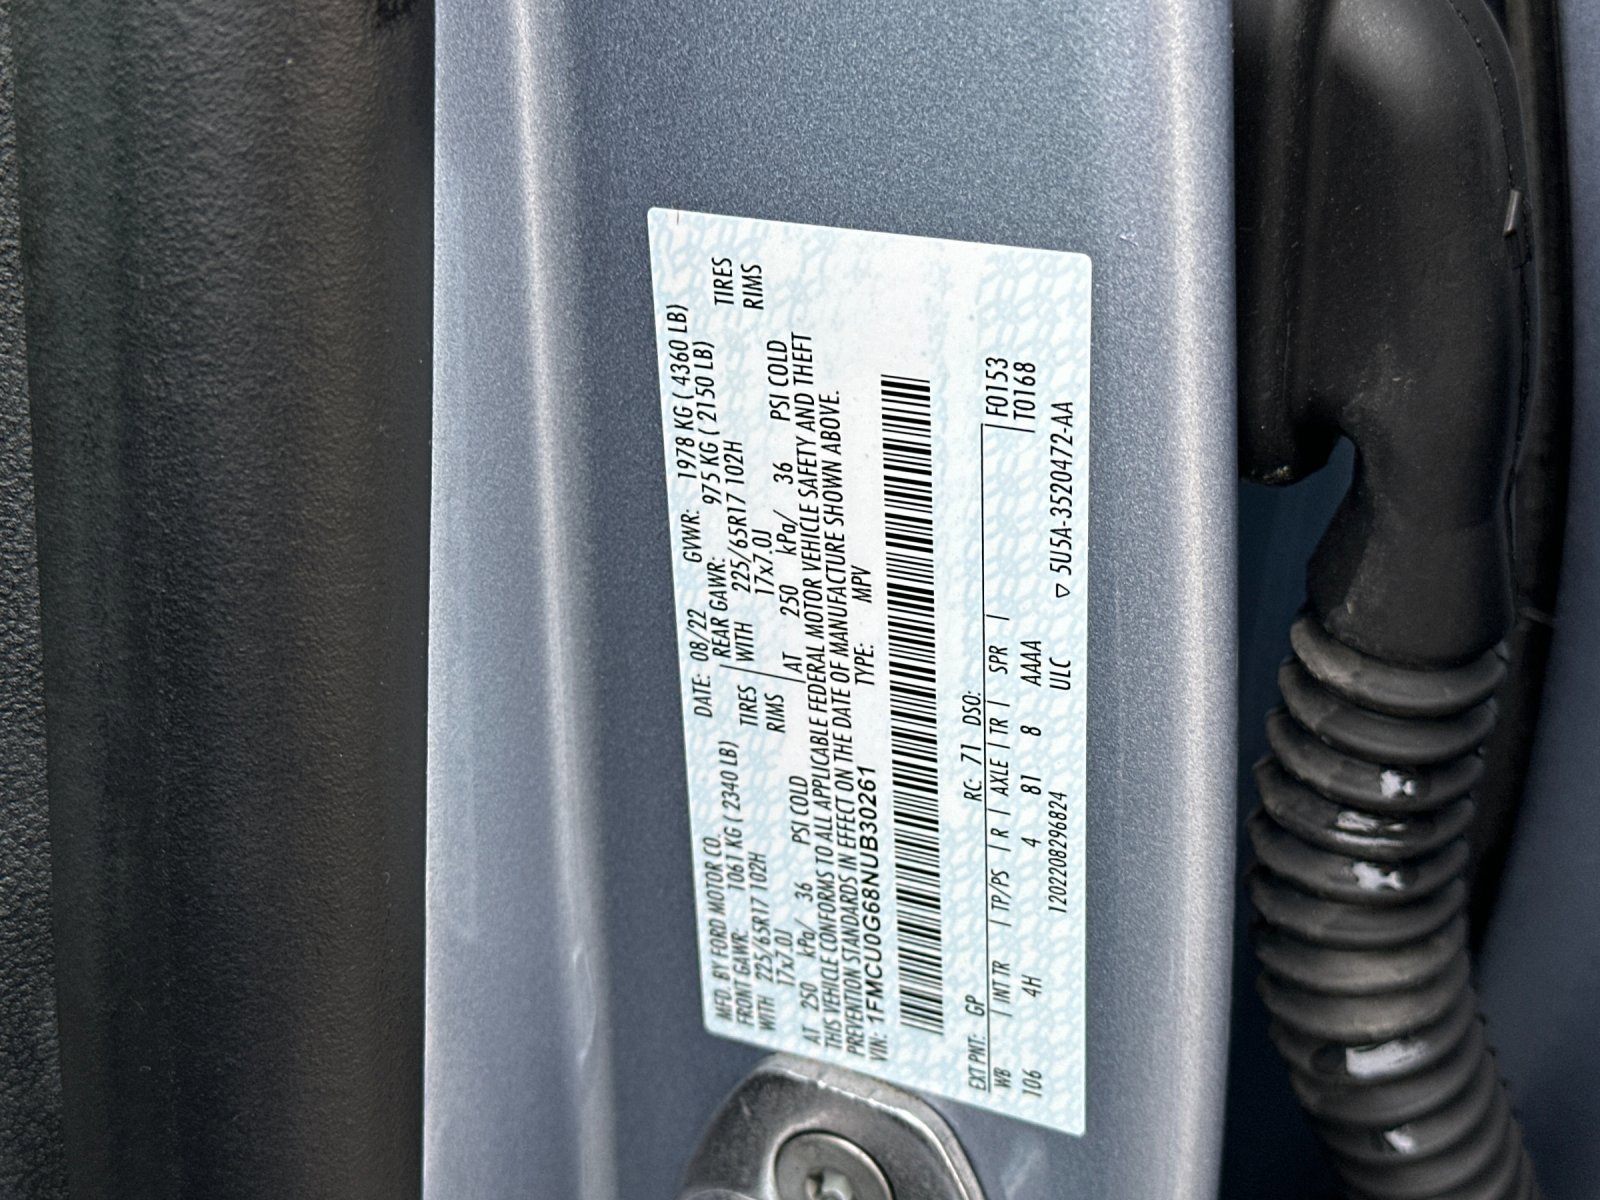 MFD. BY FORD MOTOR CO. DATE: 08/22 GVWR: 1978 KG ( 4360 LB)
FRONT GAWR: 1061 KG ( 2340 LB) REAR GAWR: 975 KG ( 2150 LB)
WITH 225/65R17 102H TIRES WITH 225/65R17 102H TIRES
17x7.0J RIMS 17x7.0J RIMS
AT 250 kPa/ 36 PSI COLD AT 250 kPa/ 36 PSI COLD
THIS VEHICLE CONFORMS TO ALL APPLICABLE FEDERAL MOTOR VEHICLE SAFETY AND THEFT
PREVENTION STANDARDS IN EFFECT ON THE DATE OF MANUFACTURE SHOWN ABOVE.
VIN: 1FMCU0G68NUB30261 TYPE: MPV
EXT PNT: GP RC: 71 DSO: F0153
WB | INT TR | TP/PS | R | AXLE | TR | SPR | T0168
106 4H 4 81 8 AAAA
12022082968​24 ULC ▽ 5U5A-3520472-AA